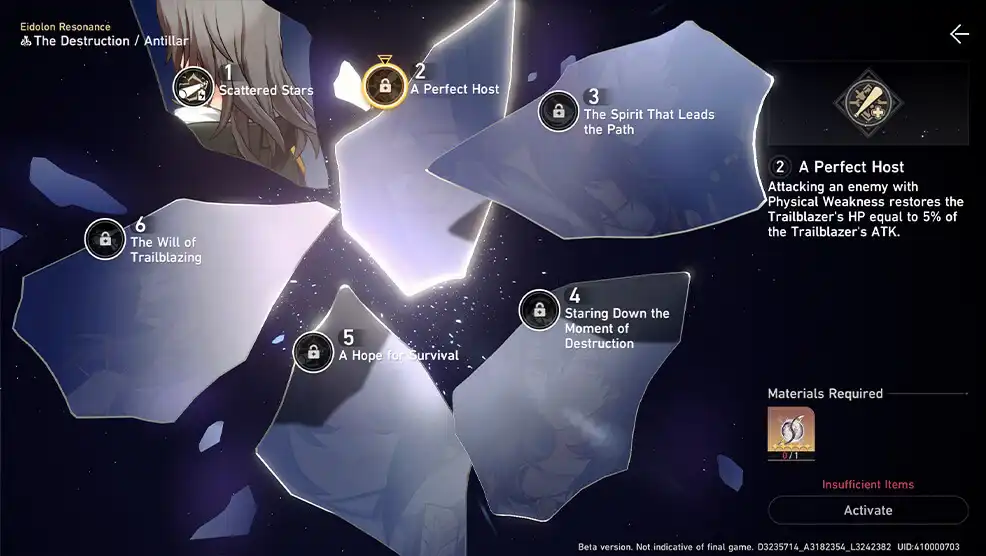 Eidolon Resonance
The Destruction / Antillar
1
Scattered Stars
2
A Perfect Host
3
The Spirit That Leads
the Path
6
The Will of
Trailblazing
4
Staring Down the
Moment of
Destruction
5
A Hope for Survival
2 A Perfect Host
Attacking an enemy with
Physical Weakness restores the
Trailblazer's HP equal to 5% of
the Trailblazer's ATK.
Materials Required
0/1
Insufficient Items
Activate
Beta version. Not indicative of final game. D3235714_A3182354_L3242382 UID:410000703